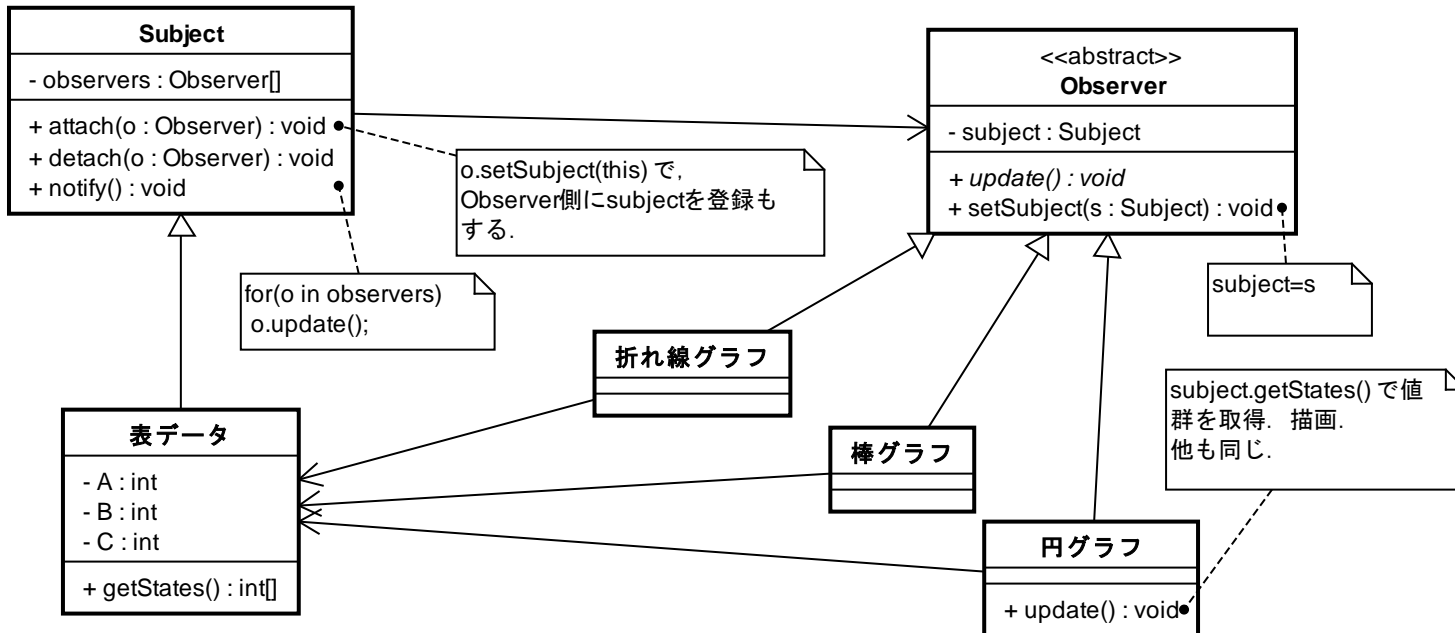 Subject
- observers : Observer[]
+ attach(o : Observer) : void
+ detach(o : Observer) : void
+ notify() : void
<<abstract>>
Observer
- subject : Subject
+ update() : void
+ setSubject(s : Subject) : void
o.setSubject(this) で,
Observer側にsubjectを登録も
する.
for(o in observers)
o.update();
subject=s
折れ線グラフ
subject.getStates() で値
群を取得. 描画.
他も同じ.
表データ
- A : int
- B : int
- C : int
+ getStates() : int[]
棒グラフ
円グラフ
+ update() : void